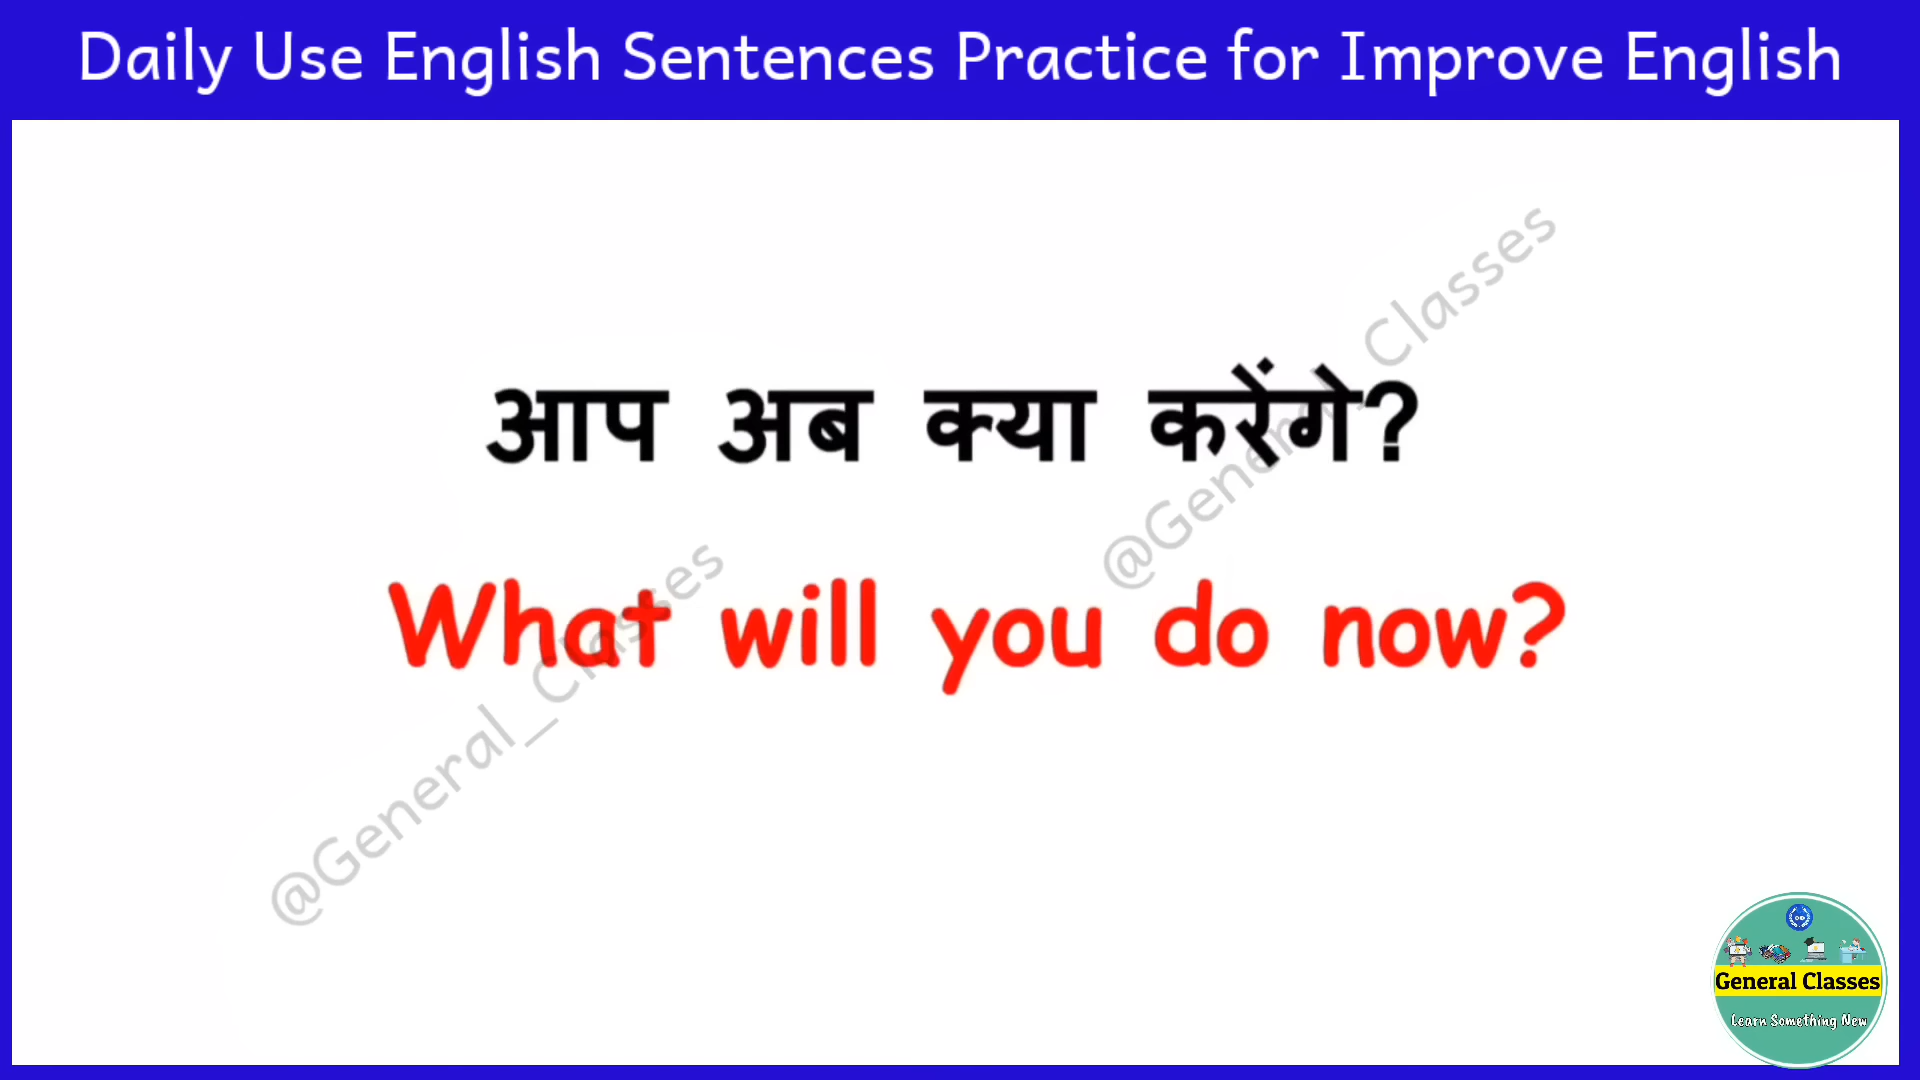 Daily Use English Sentences Practice for Improve English
आप अब क्या करेंगे?
What will you do now?
@General_Classes
@General_Classes
General Classes
Learn Something New